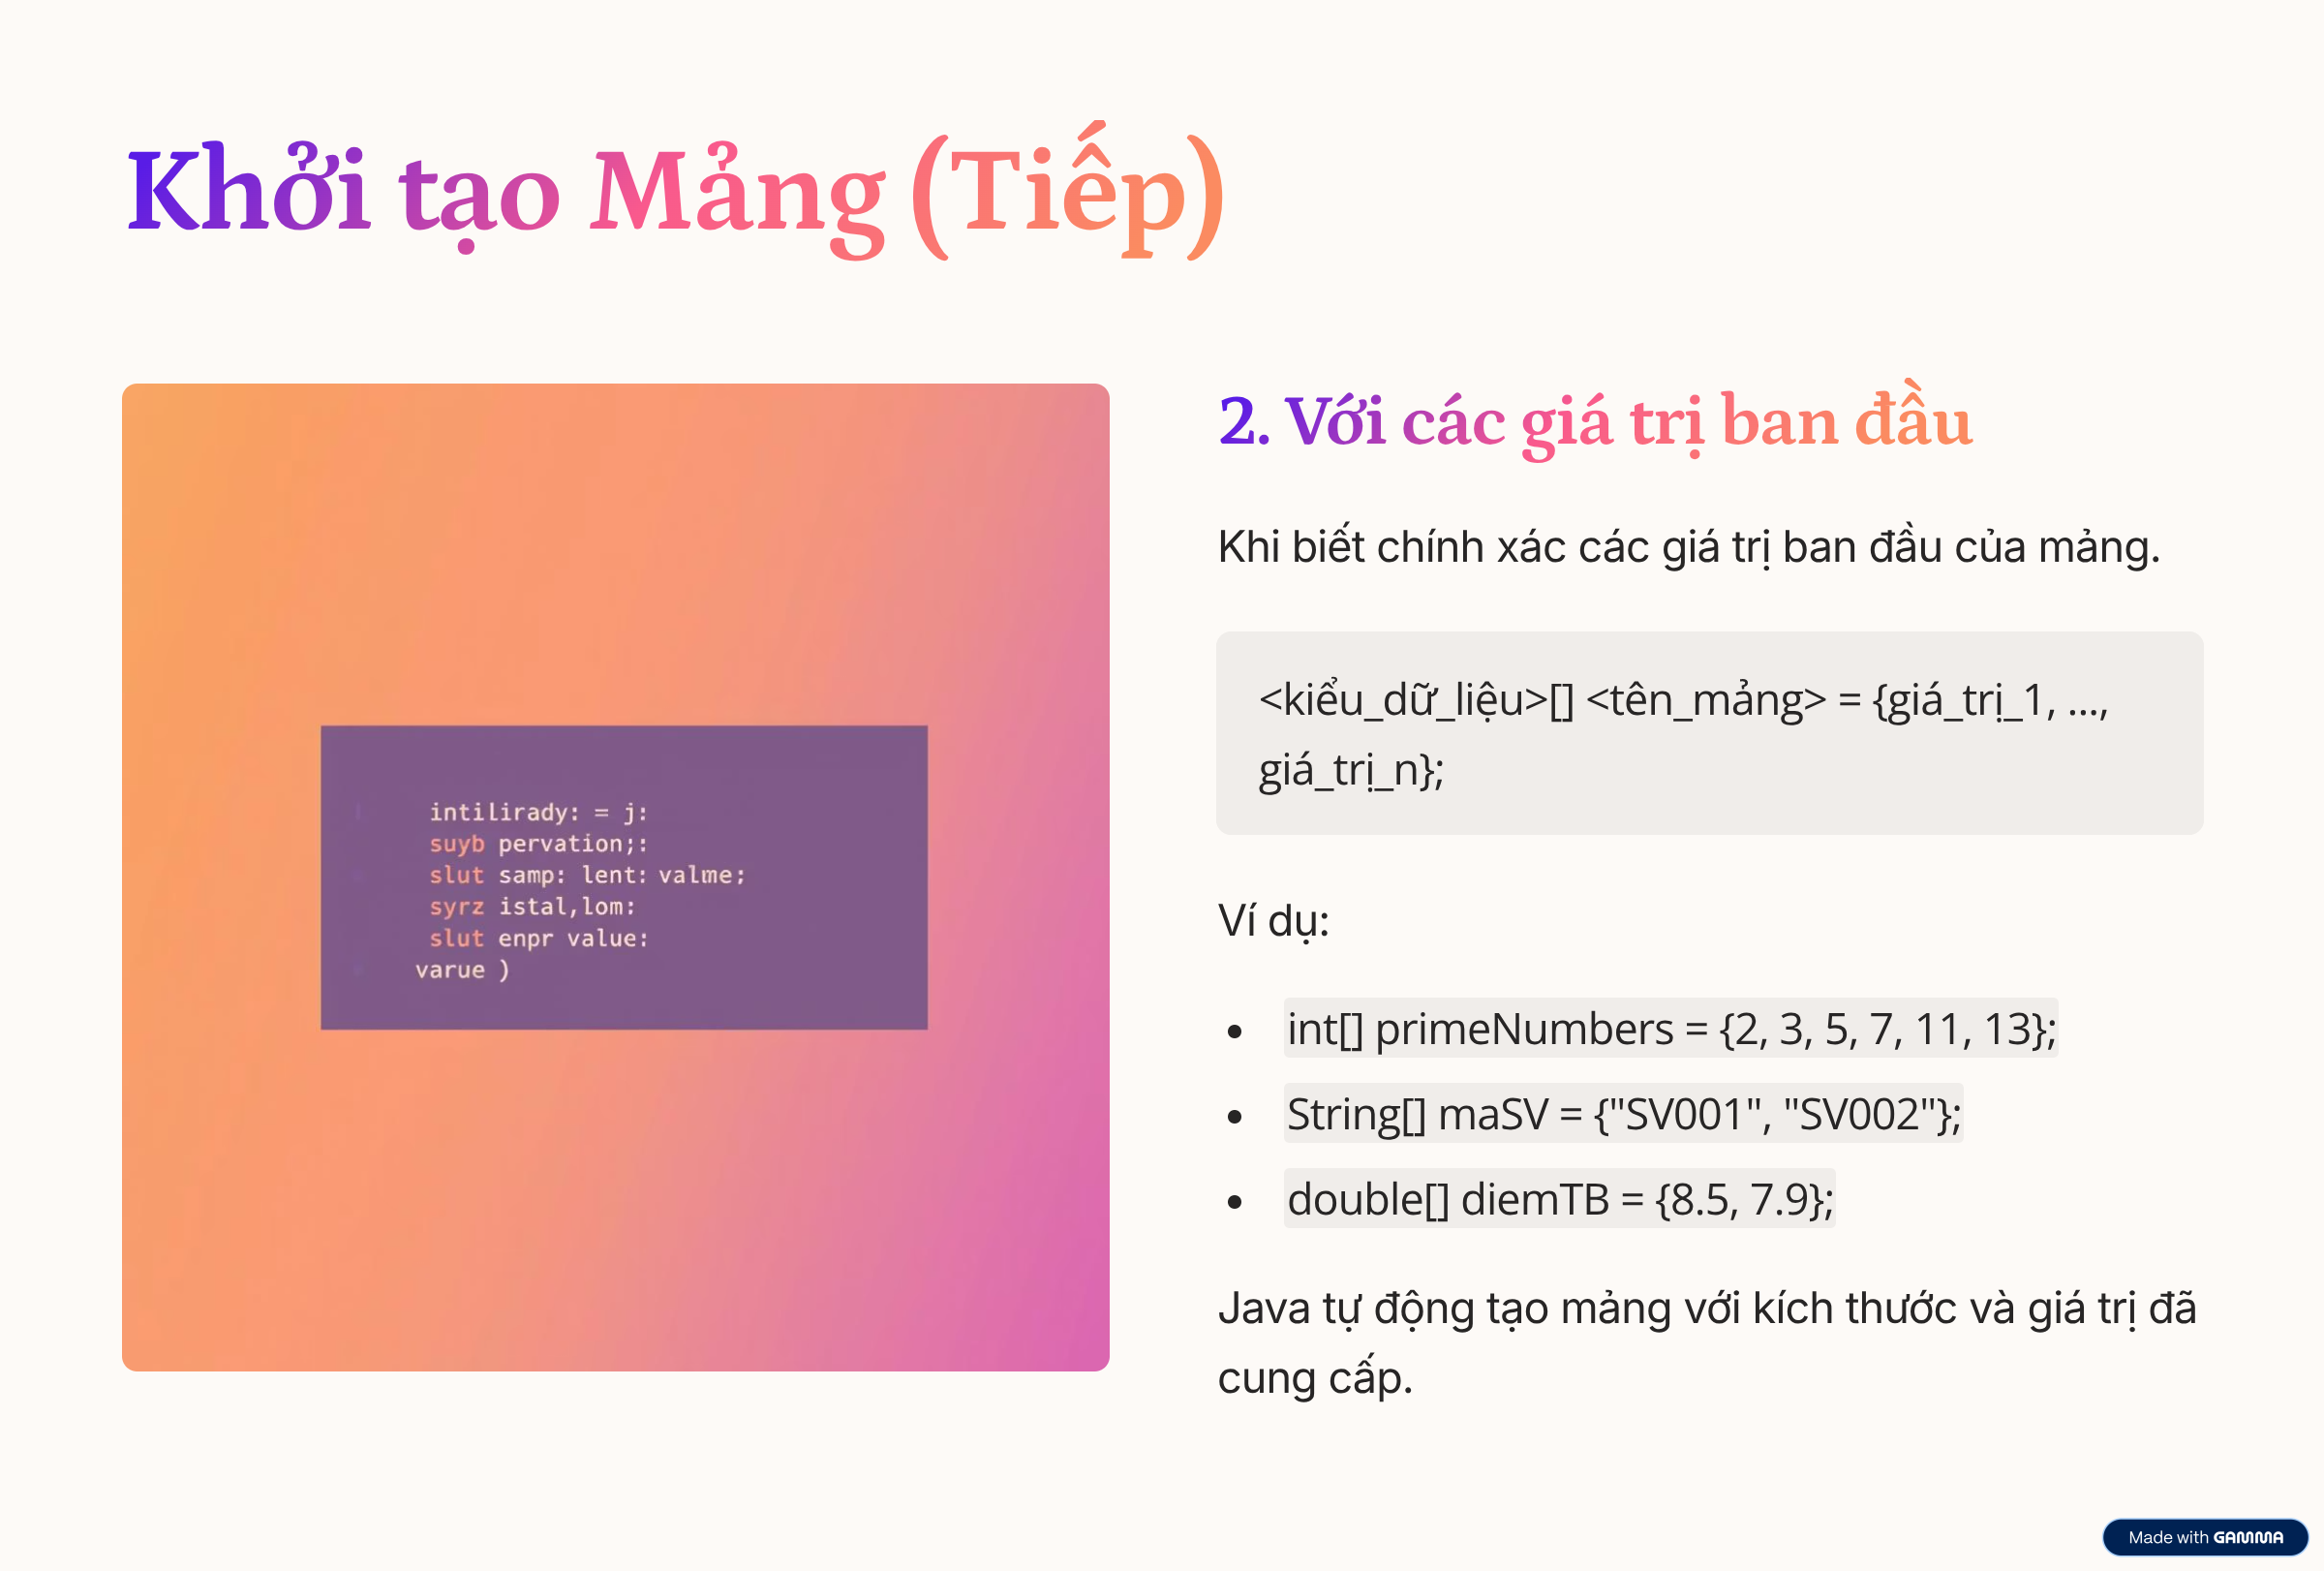 Khởi tạo Mảng (Tiếp)
intilirady: = j:
suyb pervation;:
slut samp: lent: valme;
syrz istal,lom:
slut enpr value:
varue )
2. Với các giá trị ban đầu
Khi biết chính xác các giá trị ban đầu của mảng.
<kiểu_dữ_liệu>[] <tên_mảng> = {giá_trị_1, ...,
giá_trị_n};
Ví dụ:
• int[] primeNumbers = {2, 3, 5, 7, 11, 13};
• String[] maSV = {"SV001", "SV002"};
• double[] diemTB = {8.5, 7.9};
Java tự động tạo mảng với kích thước và giá trị đã
cung cấp.
Made with GAMMA